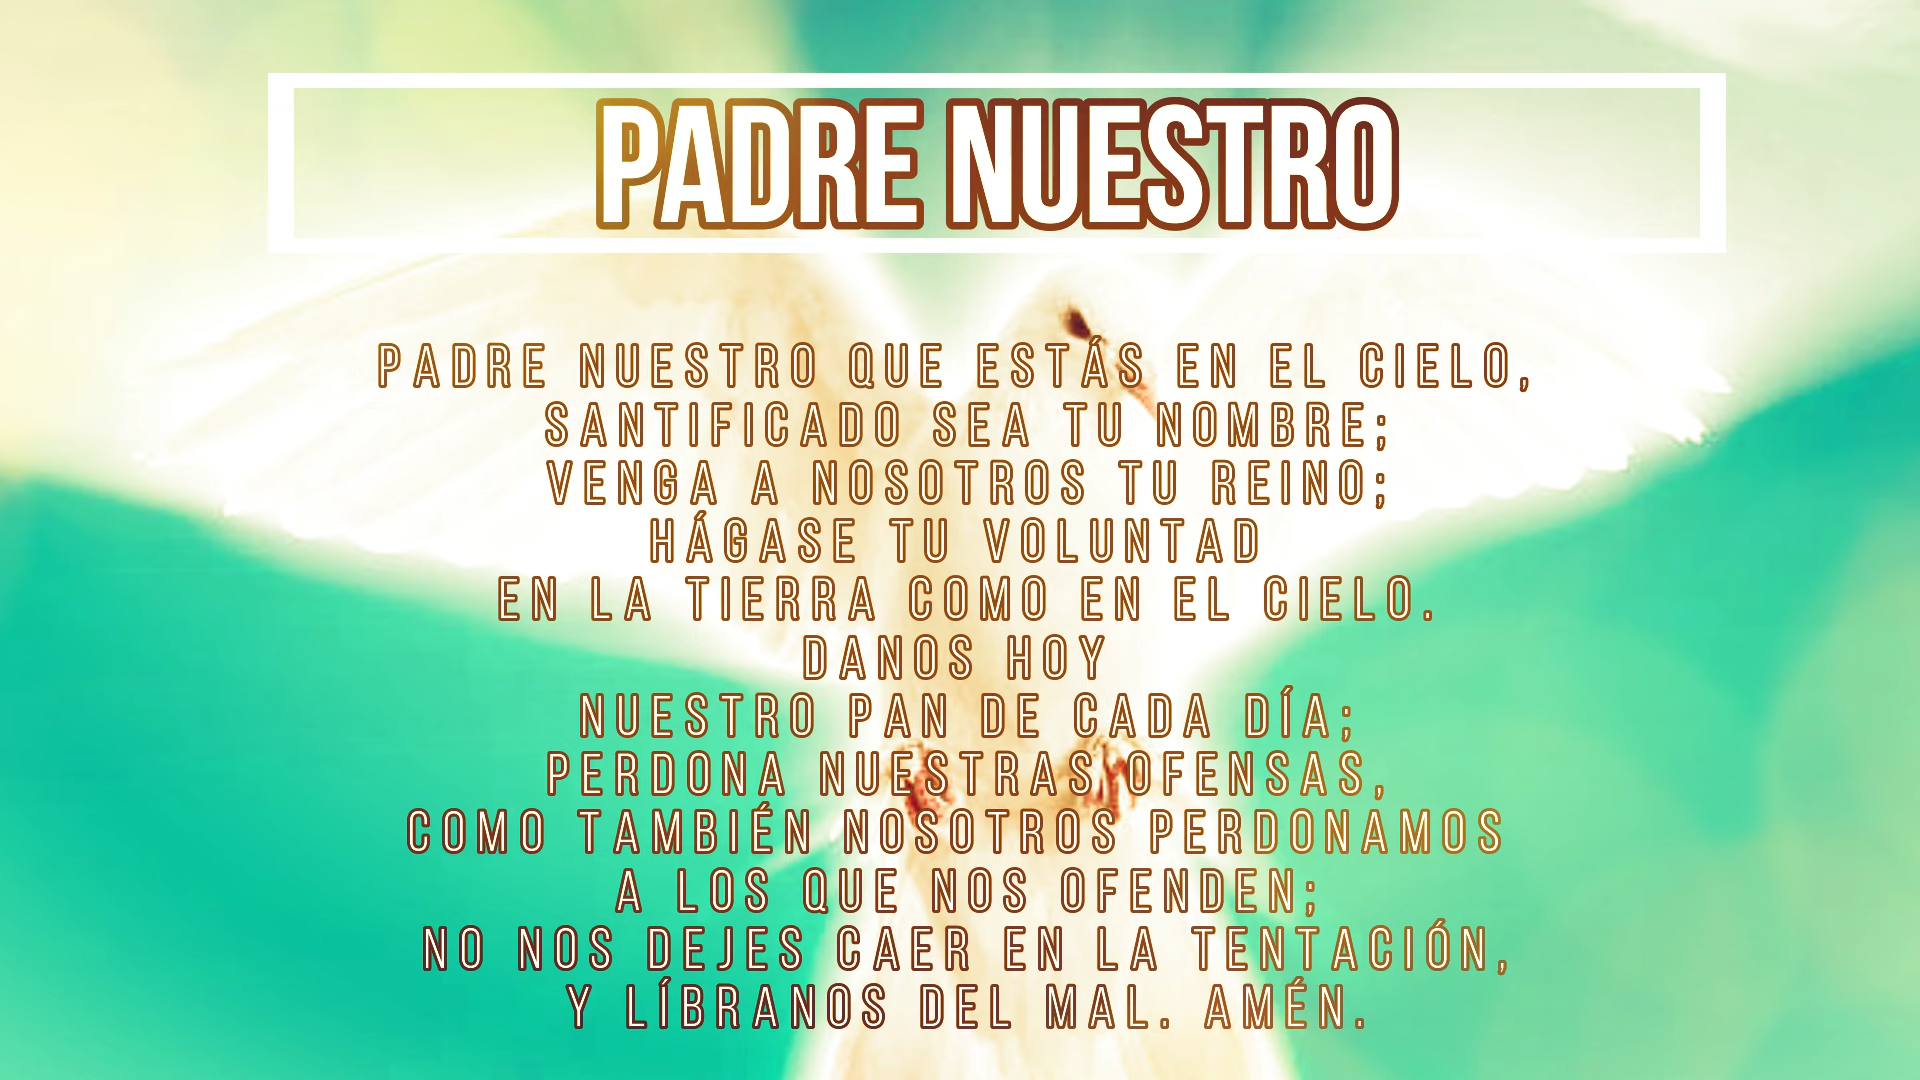 PADRE NUESTRO
PADRE NUESTRO QUE ESTÁS EN EL CIELO,
SANTIFICADO SEA TU NOMBRE;
VENGA A NOSOTROS TU REINO;
HÁGASE TU VOLUNTAD
EN LA TIERRA COMO EN EL CIELO.
DANOS HOY
NUESTRO PAN DE CADA DÍA;
PERDONA NUESTRAS OFENSAS,
COMO TAMBIÉN NOSOTROS PERDONAMOS
A LOS QUE NOS OFENDEN;
NO NOS DEJES CAER EN LA TENTACIÓN,
Y LÍBRANOS DEL MAL. AMÉN.